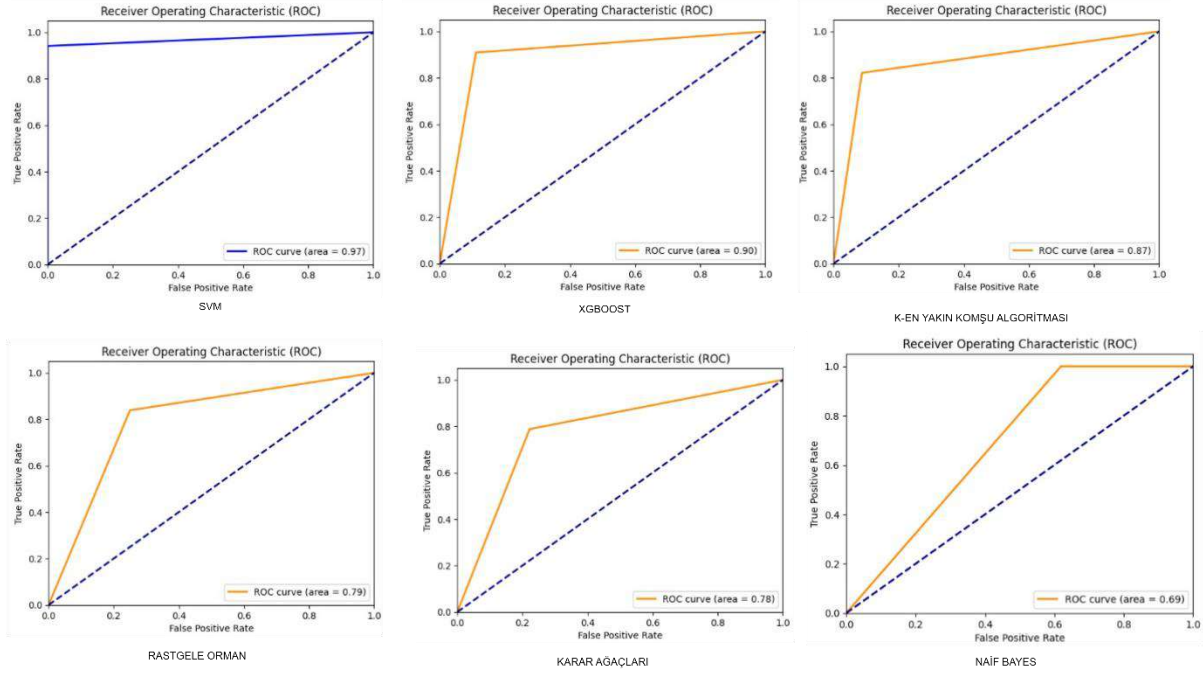 Receiver Operating Characteristic (ROC)
1.0
0.8
0.6
0.4
0.2
0.0
True Positive Rate
ROC curve (area = 0.97)
0.0 0.2 0.4 0.6 0.8 1.0
False Positive Rate
SVM
Receiver Operating Characteristic (ROC)
1.0
0.8
0.6
0.4
0.2
0.0
True Positive Rate
ROC curve (area = 0.90)
0.0 0.2 0.4 0.6 0.8 1.0
False Positive Rate
XGBOOST
Receiver Operating Characteristic (ROC)
1.0
0.8
0.6
0.4
0.2
0.0
True Positive Rate
ROC curve (area = 0.87)
0.0 0.2 0.4 0.6 0.8 1.0
False Positive Rate
K-EN YAKIN KOMŞU ALGORİTMASI
Receiver Operating Characteristic (ROC)
1.0
0.8
0.6
0.4
0.2
0.0
True Positive Rate
ROC curve (area = 0.79)
0.0 0.2 0.4 0.6 0.8 1.0
False Positive Rate
RASTGELE ORMAN
Receiver Operating Characteristic (ROC)
1.0
0.8
0.6
0.4
0.2
0.0
True Positive Rate
ROC curve (area = 0.78)
0.0 0.2 0.4 0.6 0.8 1.0
False Positive Rate
KARAR AĞAÇLARI
Receiver Operating Characteristic (ROC)
1.0
0.8
0.6
0.4
0.2
0.0
True Positive Rate
ROC curve (area = 0.69)
0.0 0.2 0.4 0.6 0.8 1.0
False Positive Rate
NAİF BAYES